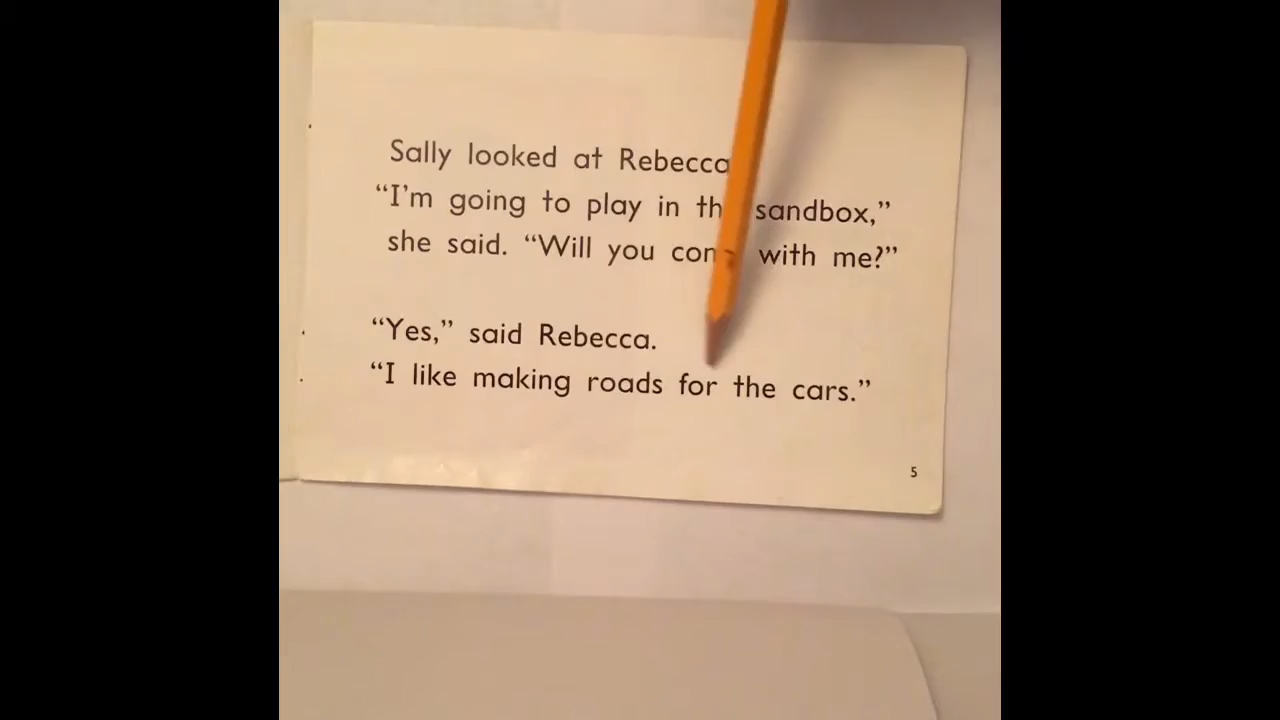 Sally looked at Rebecca
“I’m going to play in th sandbox,”
she said. “Will you with me?”
“Yes,” said Rebecca.
“I like making roads for the cars.”
5